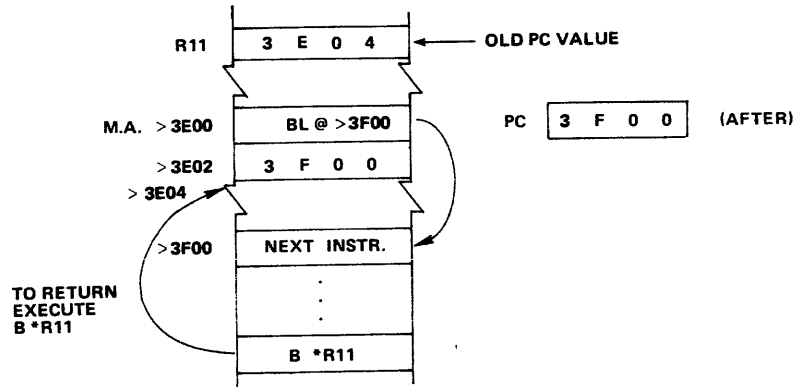 R11 3 E 0 4 OLD PC VALUE
M.A. >3E00 BL @ >3F00 PC 3 F 0 0 (AFTER)
>3E02 3 F 0 0
>3E04
>3F00 NEXT INSTR.
TO RETURN
EXECUTE
B *R11
B *R11